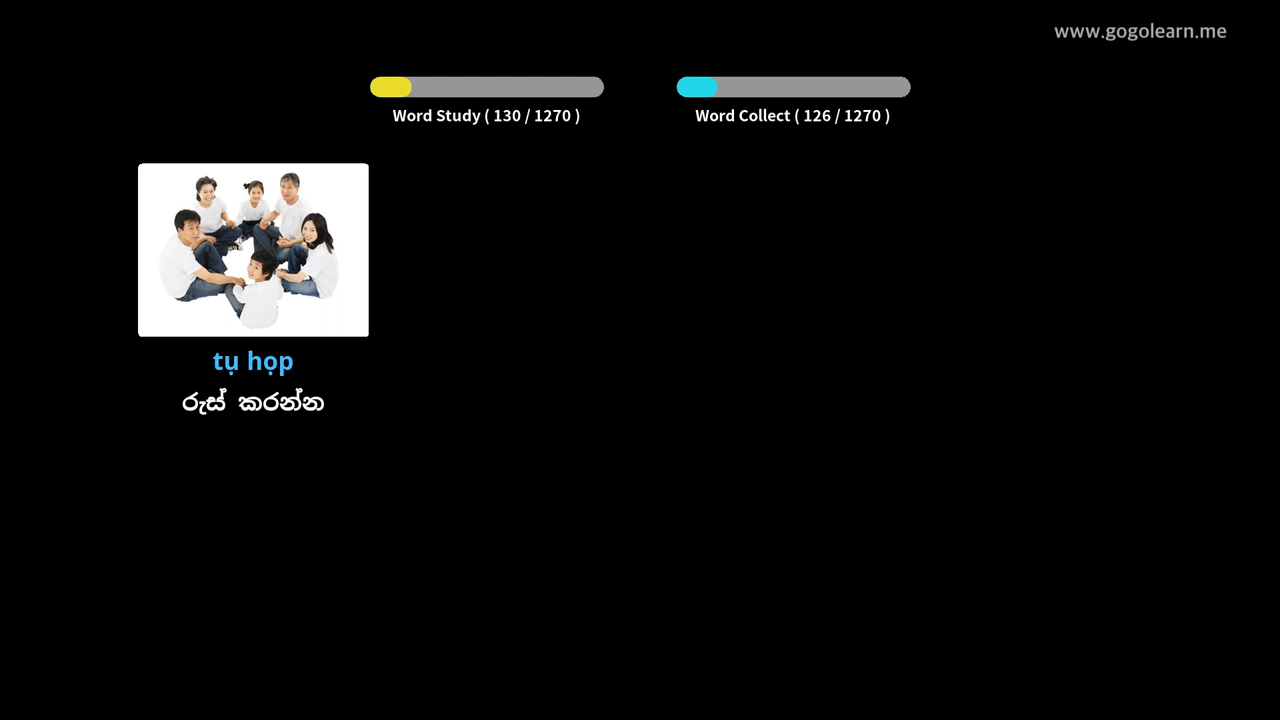 www.gogolearn.me
Word Study ( 130 / 1270 )
Word Collect ( 126 / 1270 )
tụ họp
රුස් කරන්න